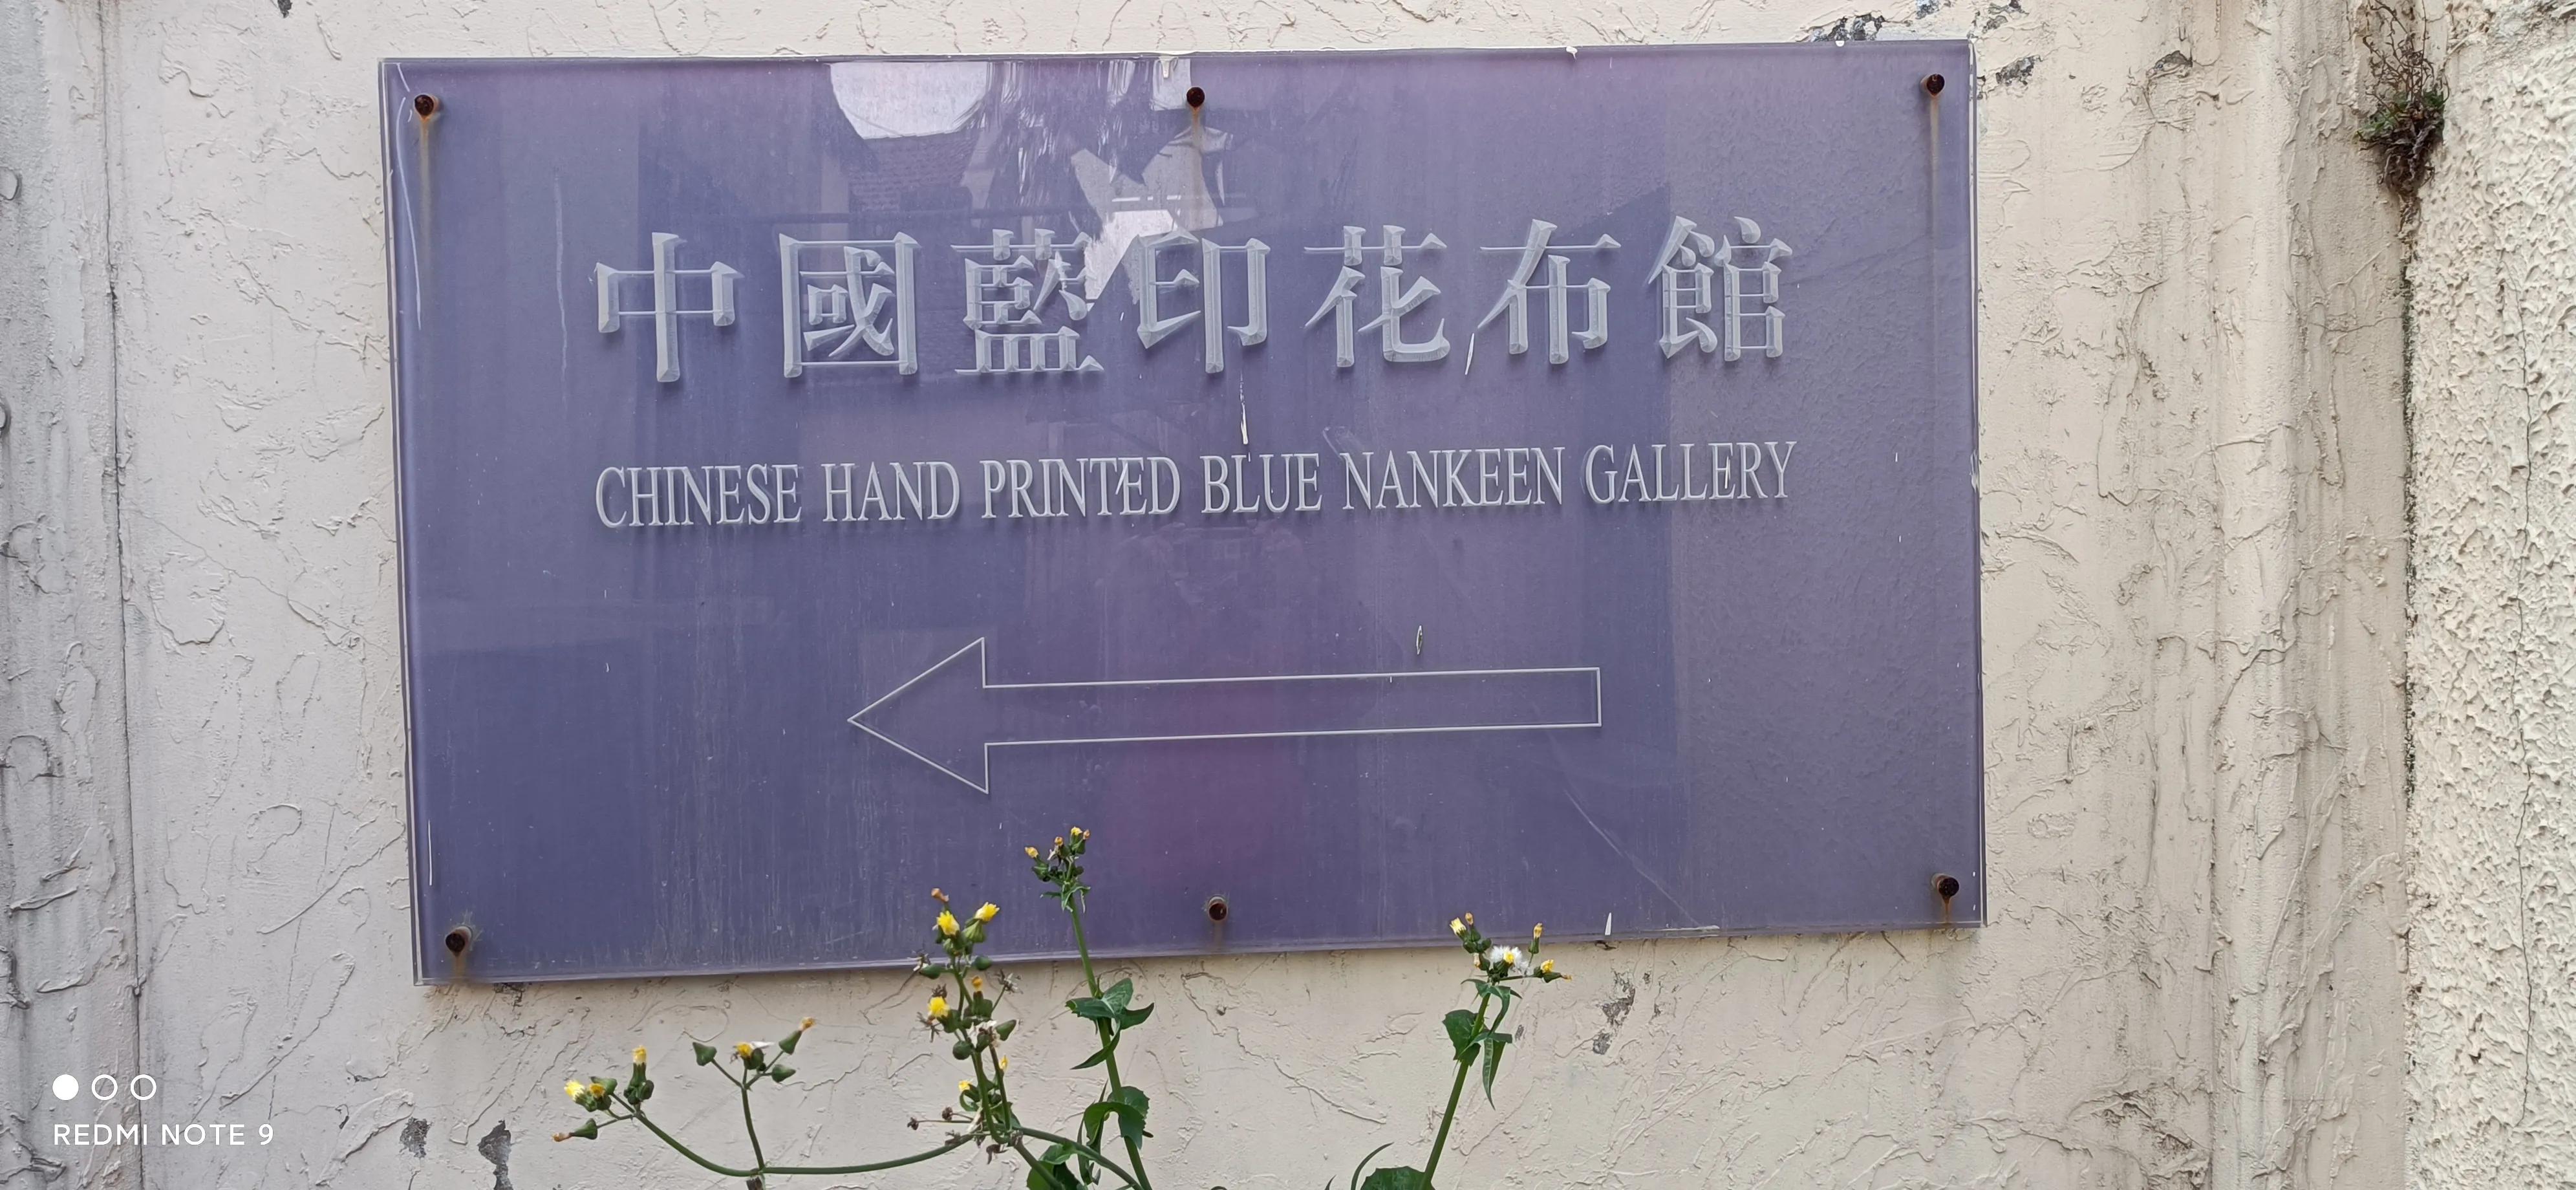 中國藍印花布館
CHINESE HAND PRINTED BLUE NANKEEN GALLERY
REDMI NOTE 9